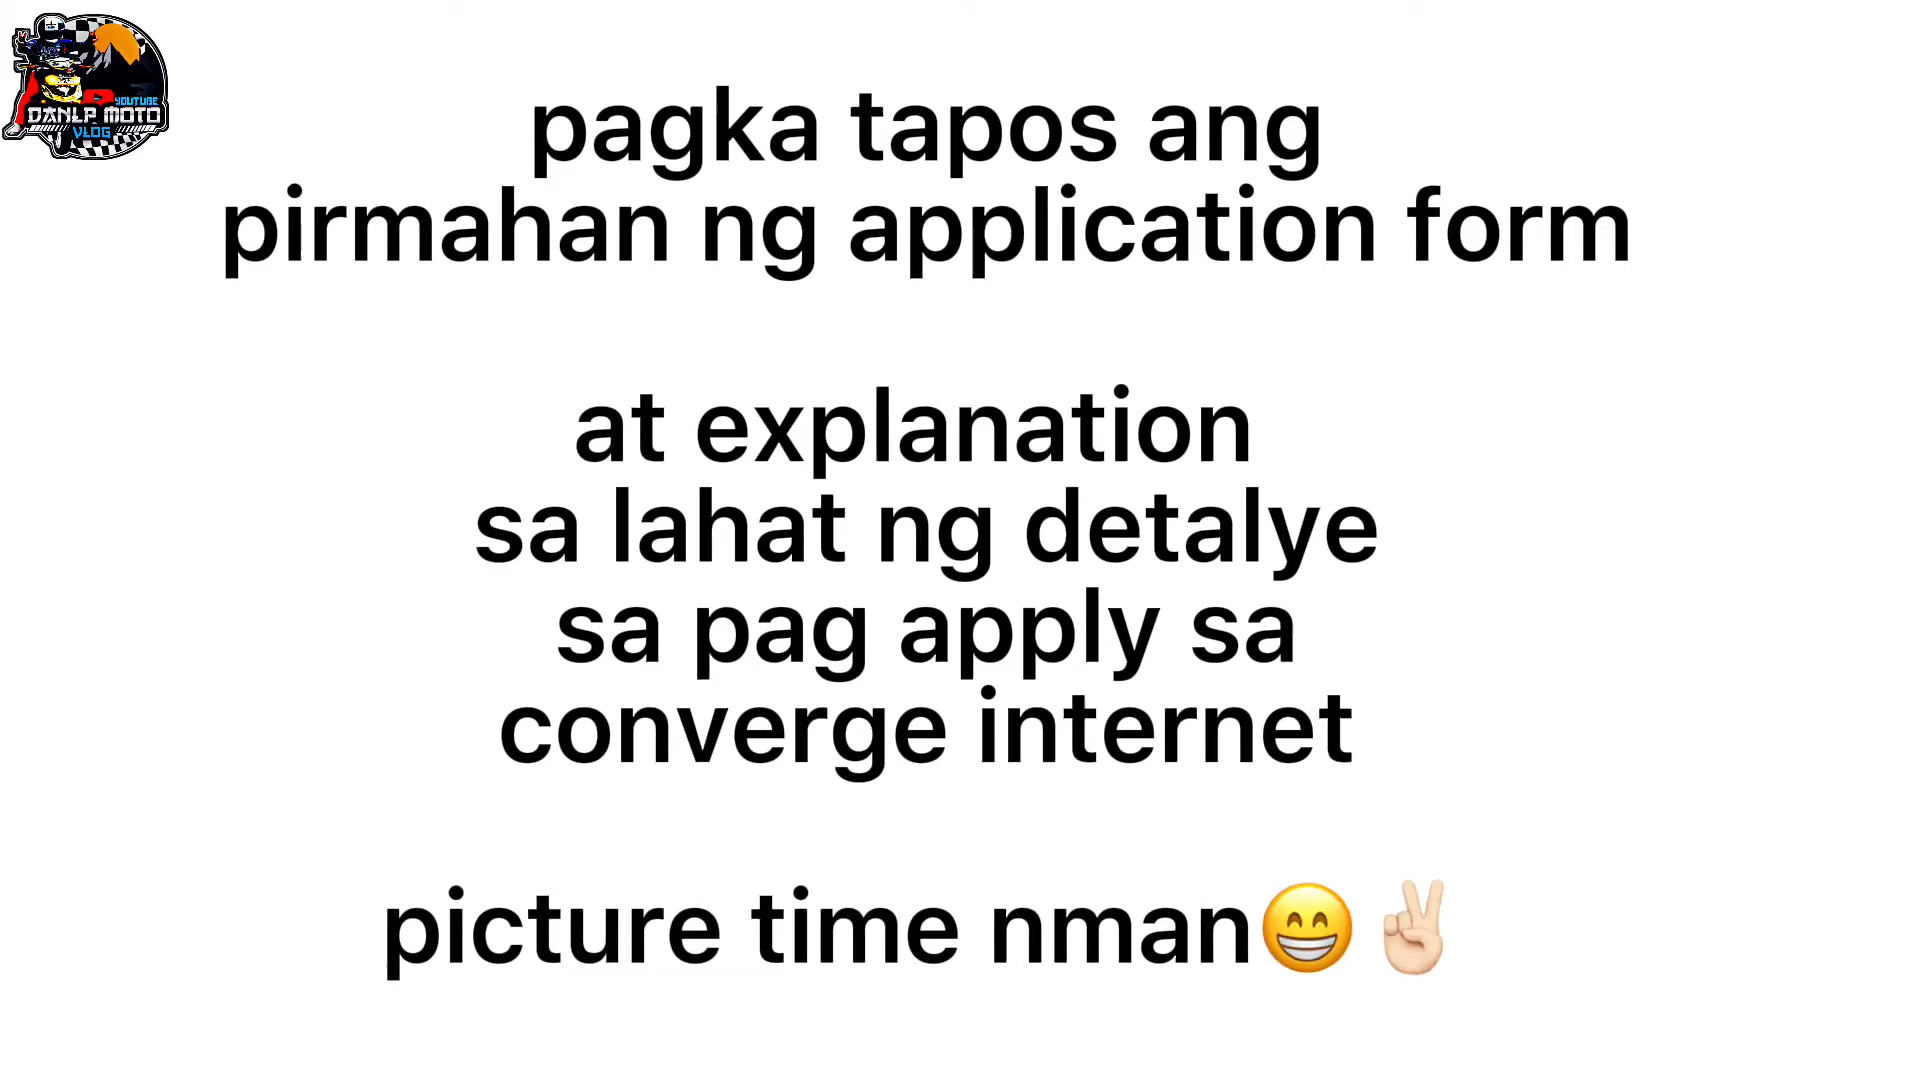 YOUTUBE
DANLP MOTO
VLOG
pagka tapos ang
pirmahan ng application form
at explanation
sa lahat ng detalye
sa pag apply sa
converge internet
picture time nman😁✌🏻